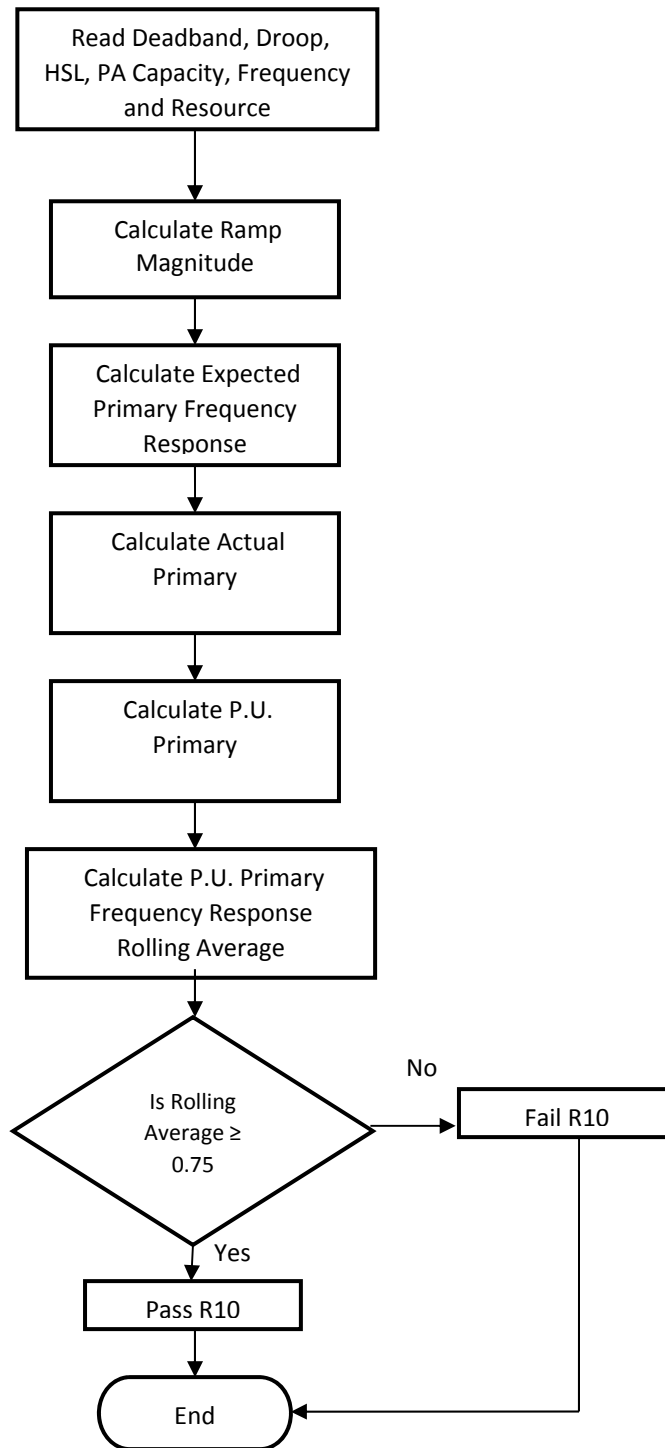 Read Deadband, Droop,
HSL, PA Capacity, Frequency
and Resource
Calculate Ramp
Magnitude
Calculate Expected
Primary Frequency
Response
Calculate Actual
Primary
Calculate P.U.
Primary
Calculate P.U. Primary
Frequency Response
Rolling Average
Is Rolling
Average ≥
0.75
No
Fail R10
Yes
Pass R10
End